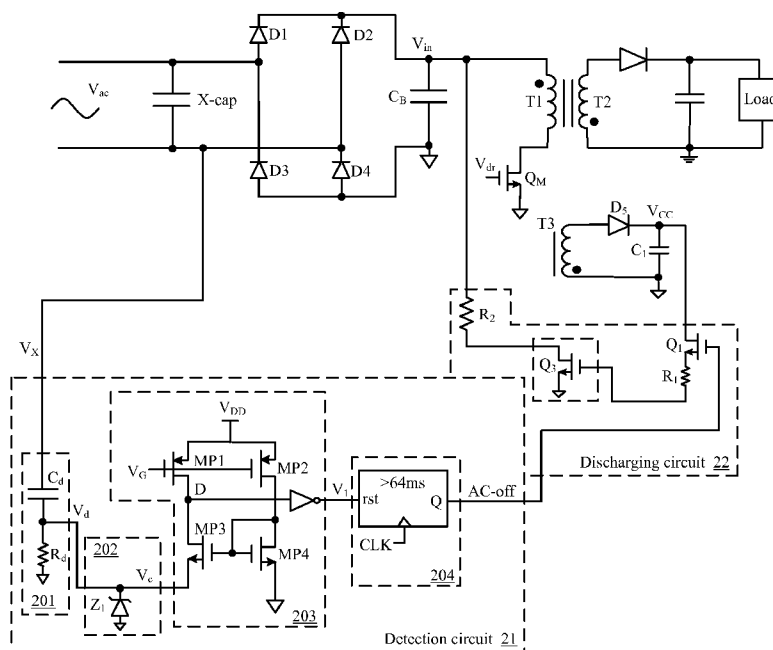 D1
D2
V_in
V_ac
X-cap
C_B
T1
T2
Load
D3
D4
V_dr
Q_M
T3
D_5
V_CC
C_1
R_2
V_X
Q_1
Q_3
R_1
V_DD
V_G
MP1
MP2
>64ms
Discharging circuit 22
C_d
D
V_1
rst
Q
AC-off
V_d
MP3
CLK
R_d
202
V_c
MP4
204
Z_1
201
203
Detection circuit 21